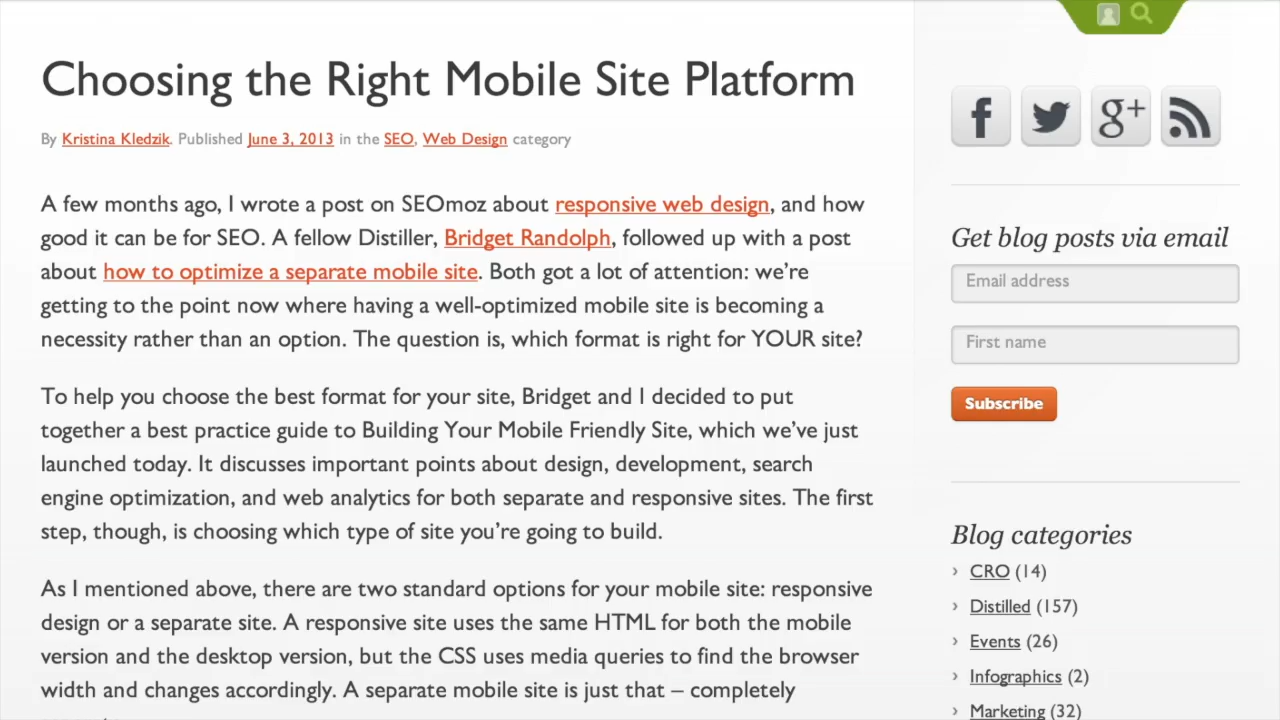 Choosing the Right Mobile Site Platform
By Kristina Kledzik. Published June 3, 2013 in the SEO, Web Design category
A few months ago, I wrote a post on SEOmoz about responsive web design, and how
good it can be for SEO. A fellow Distiller, Bridget Randolph, followed up with a post
about how to optimize a separate mobile site. Both got a lot of attention: we're
getting to the point now where having a well-optimized mobile site is becoming a
necessity rather than an option. The question is, which format is right for YOUR site?
To help you choose the best format for your site, Bridget and I decided to put
together a best practice guide to Building Your Mobile Friendly Site, which we've just
launched today. It discusses important points about design, development, search
engine optimization, and web analytics for both separate and responsive sites. The first
step, though, is choosing which type of site you're going to build.
As I mentioned above, there are two standard options for your mobile site: responsive
design or a separate site. A responsive site uses the same HTML for both the mobile
version and the desktop version, but the CSS uses media queries to find the browser
width and changes accordingly. A separate mobile site is just that – completely
f
g+
Get blog posts via email
Email address
First name
Subscribe
Blog categories
› CRO (14)
› Distilled (157)
› Events (26)
› Infographics (2)
› Marketing (32)